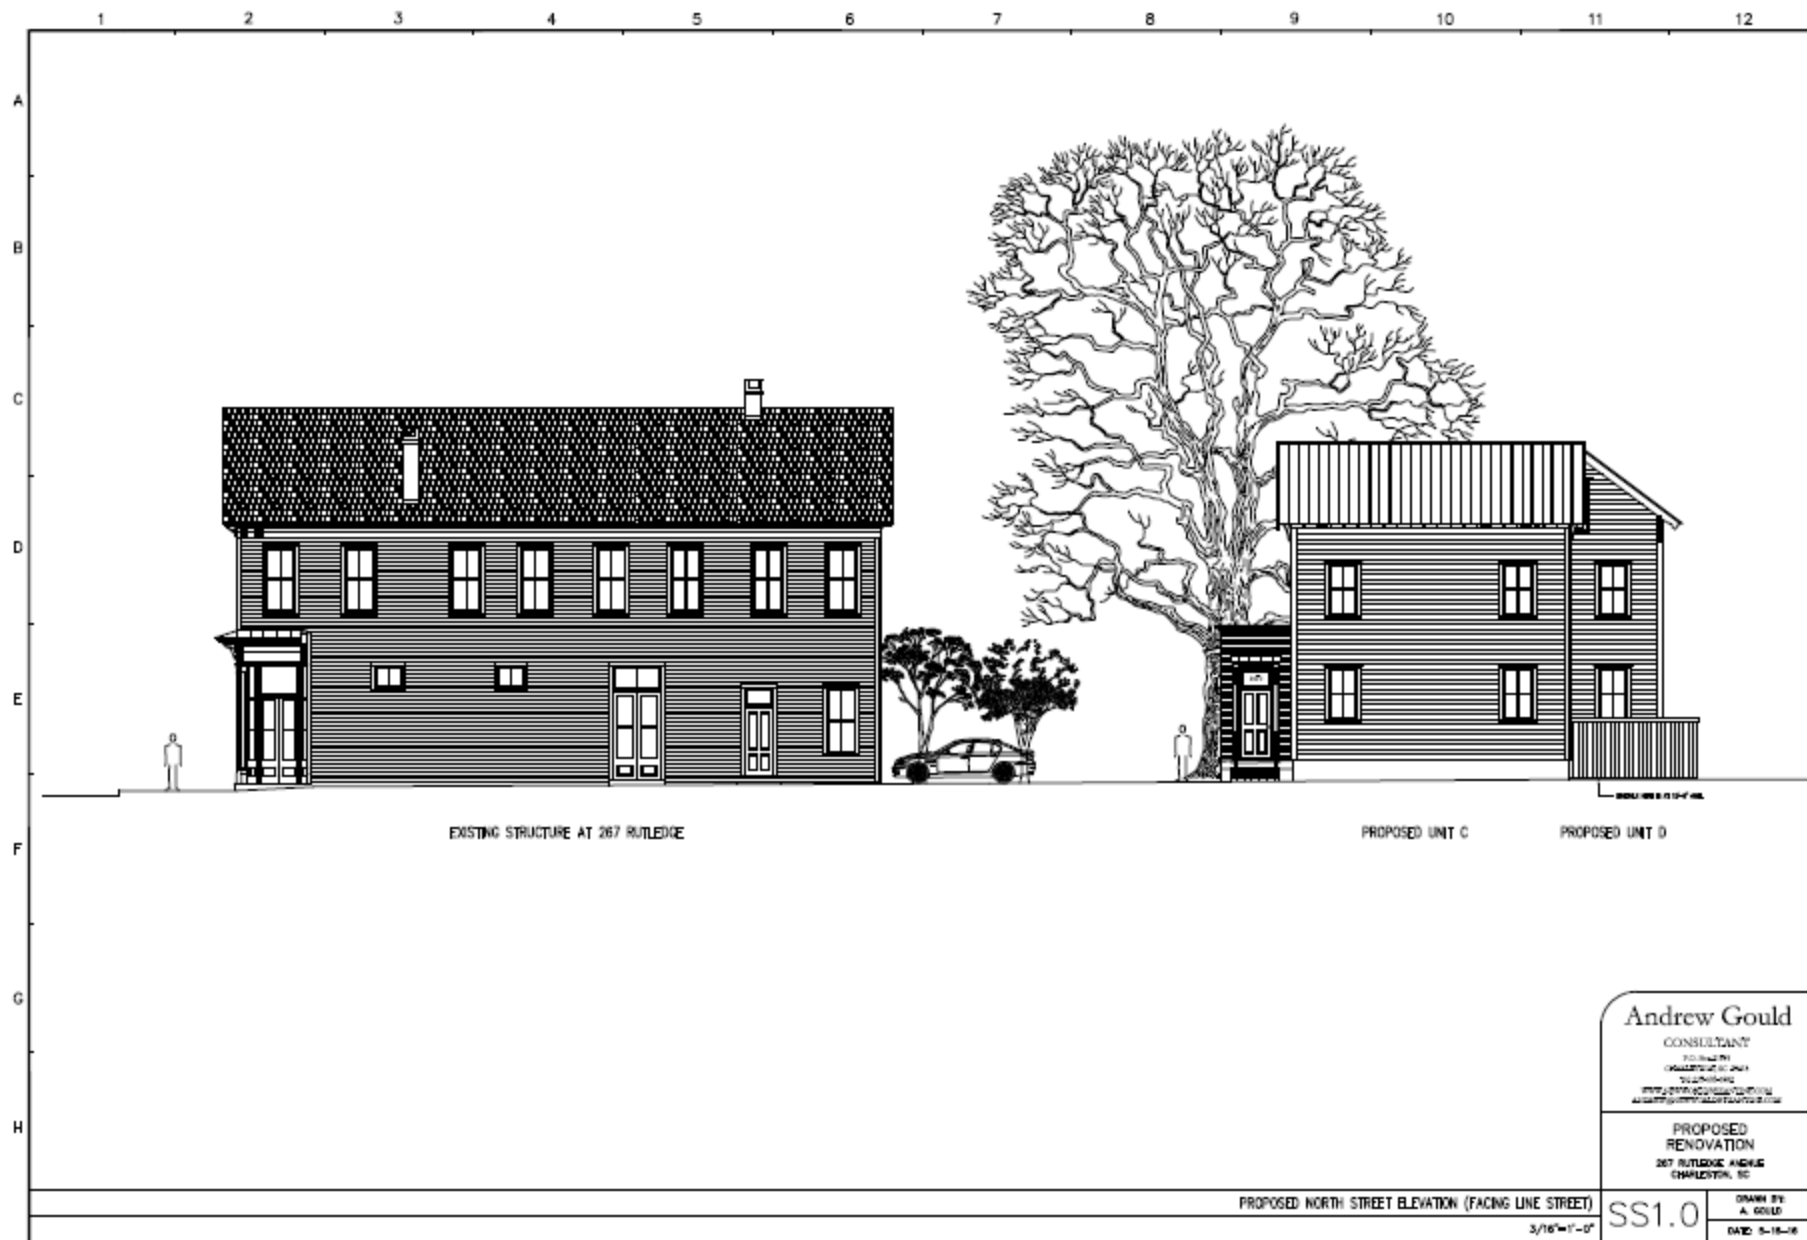 1 2 3 4 5 6 7 8 9 10 11 12
A
B
C
D
E
F
G
H
EXISTING STRUCTURE AT 267 RUTLEDGE
PROPOSED UNIT C
PROPOSED UNIT D
Andrew Gould
CONSULTANT
PROPOSED
RENOVATION
267 RUTLEDGE AVENUE
CHARLESTON, SC
PROPOSED NORTH STREET ELEVATION (FACING LINE STREET)
3/16"=1'-0"
SS1.0
DRAWN BY:
A. GOULD
DATE: